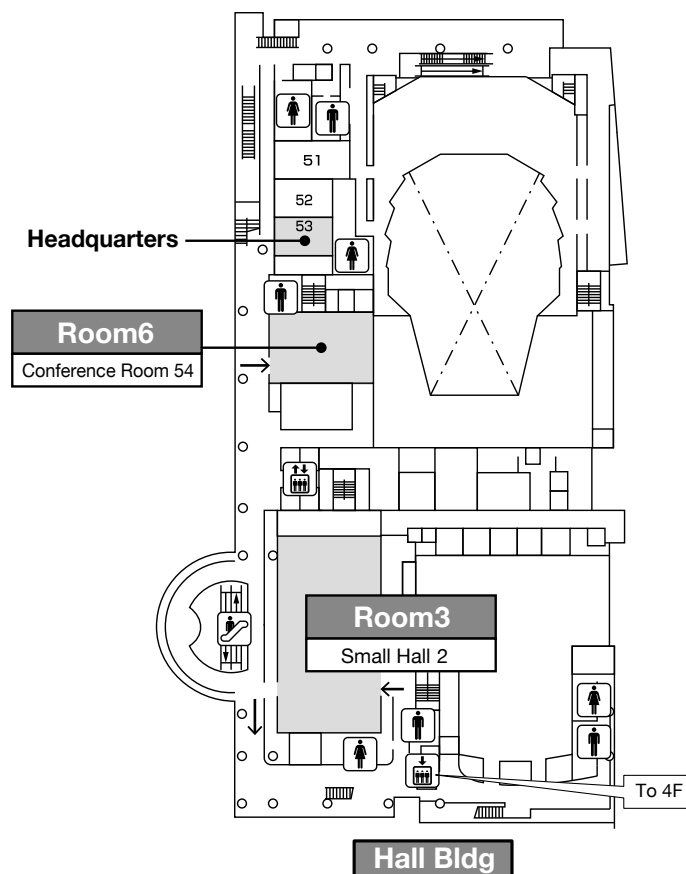 51
52
53
Headquarters
Room6
Conference Room 54
Room3
Small Hall 2
To 4F
Hall Bldg